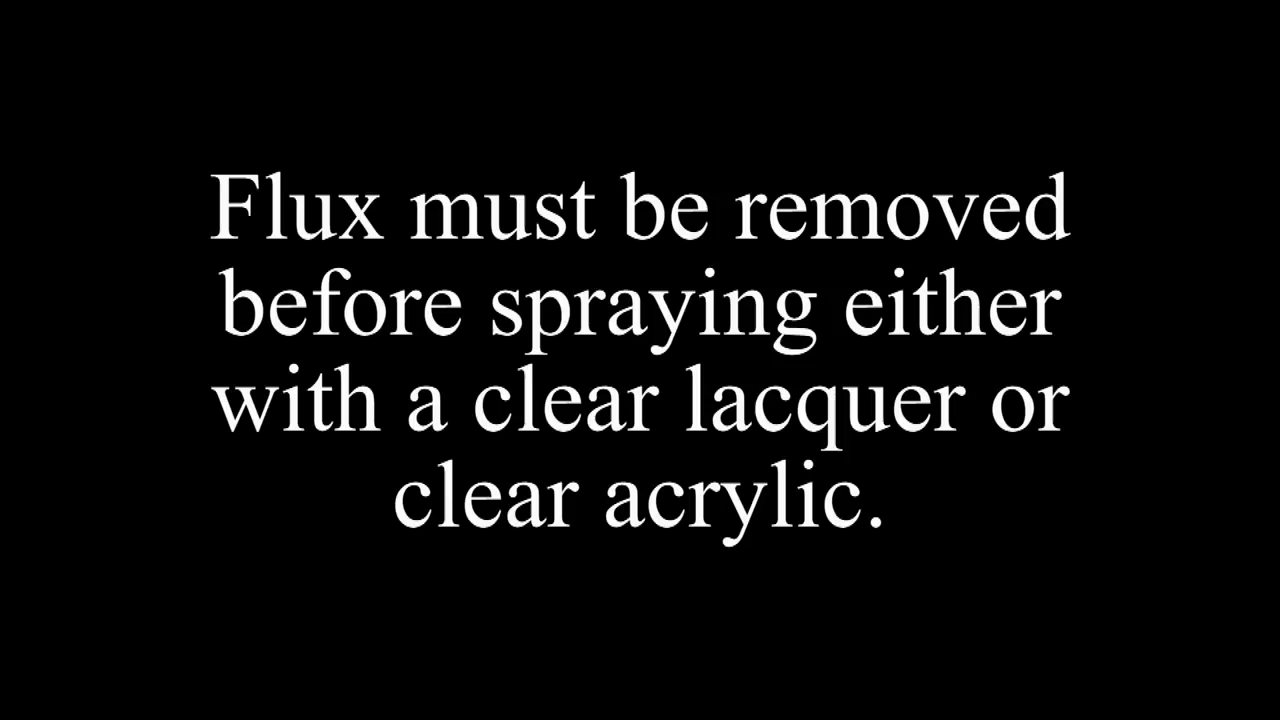 Flux must be removed
before spraying either
with a clear lacquer or
clear acrylic.